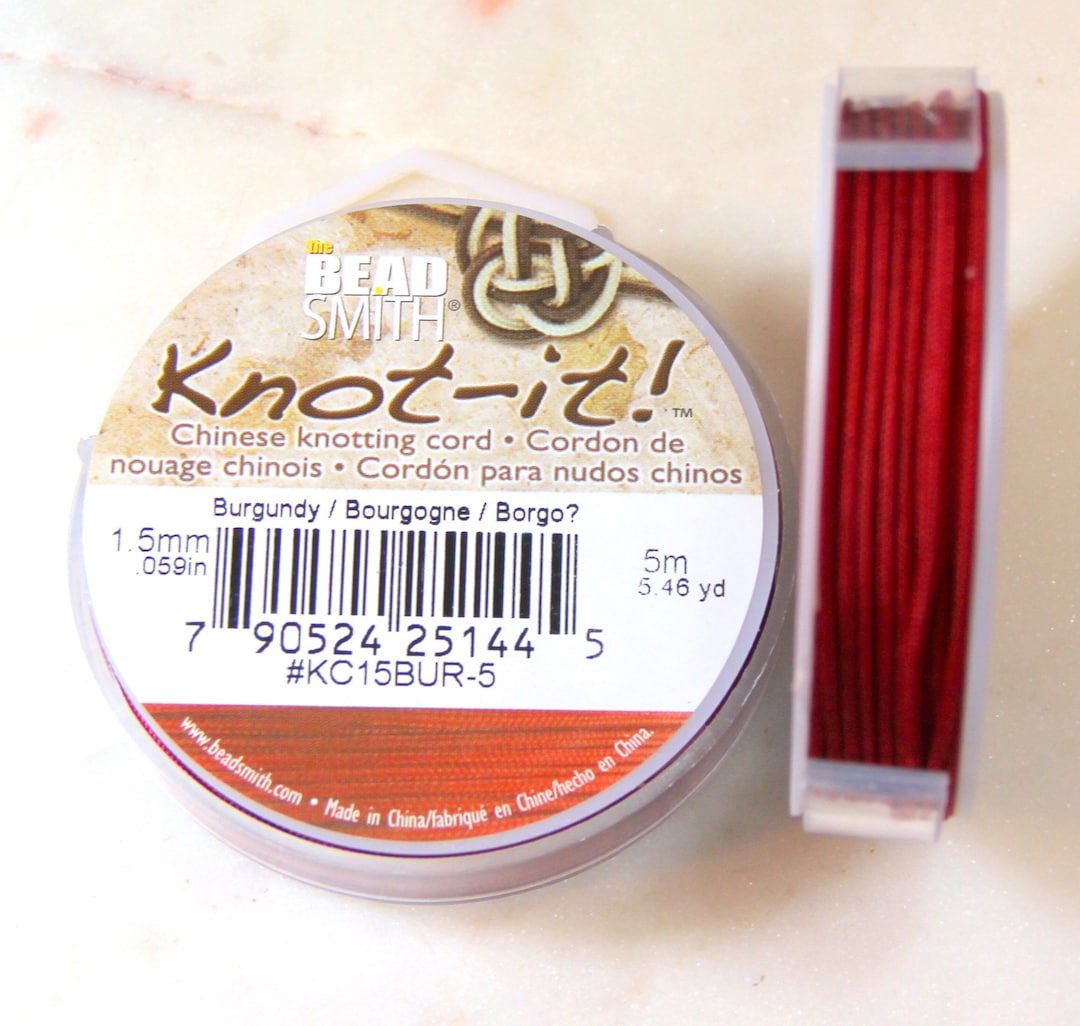 the
BEAD
SMITH®
Knot-it!™
Chinese knotting cord • Cordon de
nouage chinois • Cordón para nudos chinos
Burgundy / Bourgogne / Borgo?
1.5mm
.059in
5m
5.46 yd
7 90524 25144 5
#KC15BUR-5
www.beadsmith.com • Made in China/fabriqué en Chine/hecho en China.